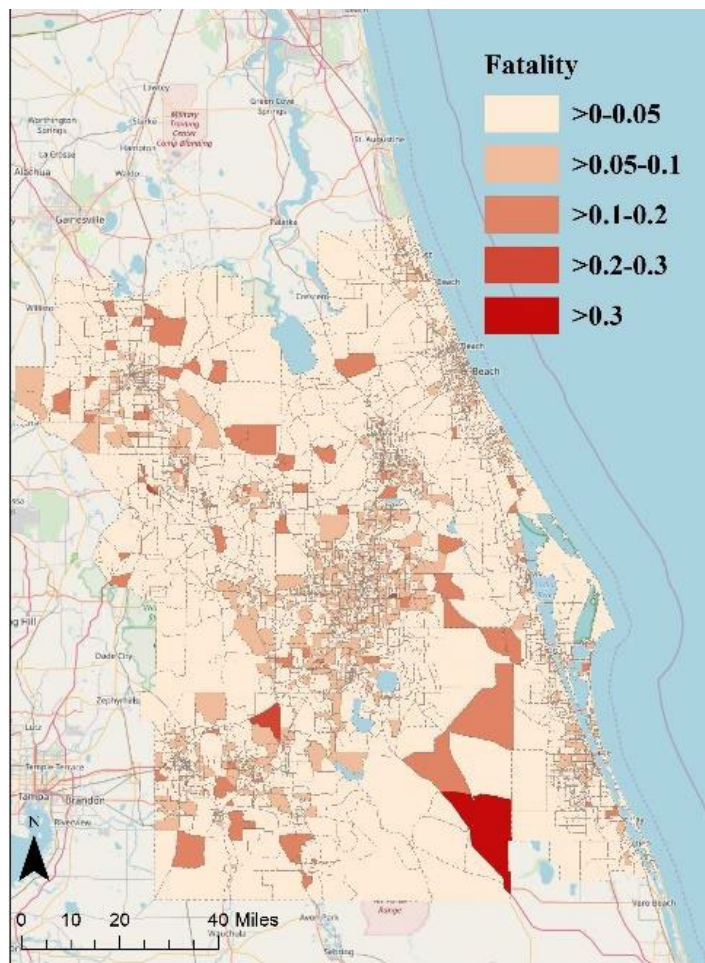 Fatality
>0-0.05
>0.05-0.1
>0.1-0.2
>0.2-0.3
>0.3
Beach
Lawtey
Worthington
Springs
Starke
Military
Training
Center
Camp Blanding
Green Cove
Springs
La Crosse
Hampton
Waldo
St. Augustine
Alachua
Gainesville
Palatka
Williston
Crescent
Beach
Beach
Beach
Dade City
Zephyrhills
Lutz
Temple Terrace
Tampa
Brandon
Riverview
N
0 20 40 Miles
Avon Park
Range
Wauchula
Sebring
Vero Beach